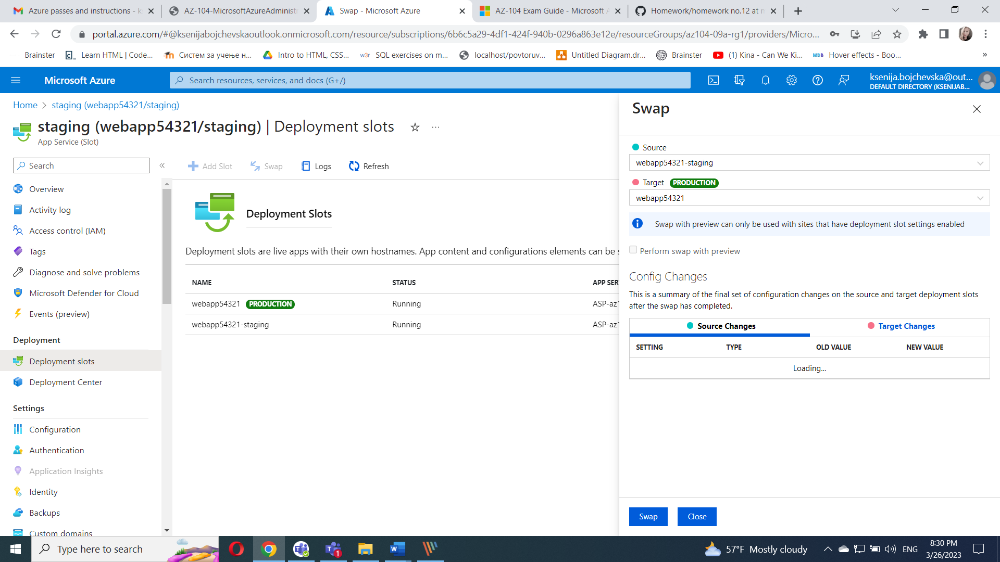 Azure passes and instructions - k
AZ-104-MicrosoftAzureAdministr
Swap - Microsoft Azure
AZ-104 Exam Guide - Microsoft A
Homework/homework no.12 at m
portal.azure.com/#@ksenijabojchevskaoutlook.onmicrosoft.com/resource/subscriptions/6b6c5a29-4df1-424f-940b-0296a863e12e/resourceGroups/az104-09a-rg1/providers/Micro...
Brainster
Learn HTML | Code...
Систем за учење н...
Intro to HTML, CSS...
w3r
SQL exercises on m...
localhost/povtoruv...
Untitled Diagram.dr...
Brainster
(1) Kina - Can We Ki...
MDB
Hover effects - Boo...
»
Microsoft Azure
Search resources, services, and docs (G+/)
ksenija.bojchevska@out...
DEFAULT DIRECTORY (KSENIJAB...
Home > staging (webapp54321/staging)
staging (webapp54321/staging) | Deployment slots
App Service (Slot)
Search
Overview
Activity log
Access control (IAM)
Tags
Diagnose and solve problems
Microsoft Defender for Cloud
Events (preview)
Deployment
Deployment slots
Deployment Center
Settings
Configuration
Authentication
Application Insights
Identity
Backups
Custom domains
Add Slot
Swap
Logs
Refresh
Deployment Slots
Deployment slots are live apps with their own hostnames. App content and configurations elements can be s
NAME STATUS APP SER
webapp54321 PRODUCTION Running ASP-az1
webapp54321-staging Running ASP-az1
Swap
Source
webapp54321-staging
Target PRODUCTION
webapp54321
Swap with preview can only be used with sites that have deployment slot settings enabled
Perform swap with preview
Config Changes
This is a summary of the final set of configuration changes on the source and target deployment slots
after the swap has completed.
Source Changes
Target Changes
SETTING TYPE OLD VALUE NEW VALUE
Loading...
Swap
Close
Type here to search
1
57°F Mostly cloudy
ENG
8:30 PM
3/26/2023